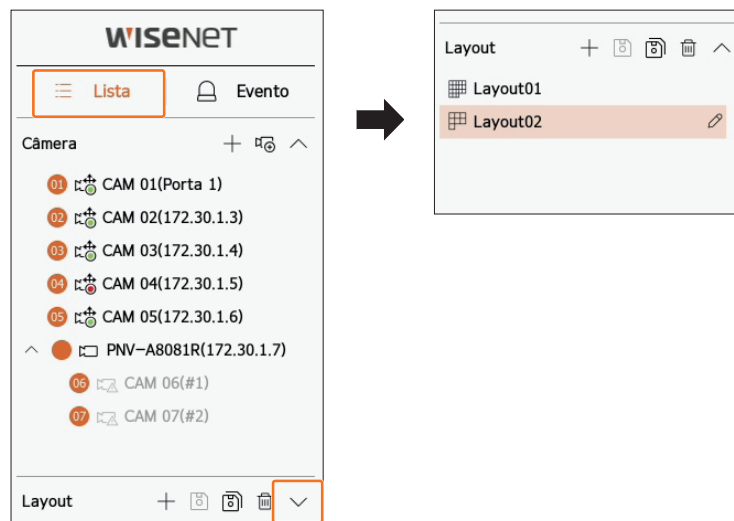 WISENET
Lista
Evento
Câmera
01 CAM 01(Porta 1)
02 CAM 02(172.30.1.3)
03 CAM 03(172.30.1.4)
04 CAM 04(172.30.1.5)
05 CAM 05(172.30.1.6)
PNV-A8081R(172.30.1.7)
06 CAM 06(#1)
07 CAM 07(#2)
Layout
Layout
Layout01
Layout02